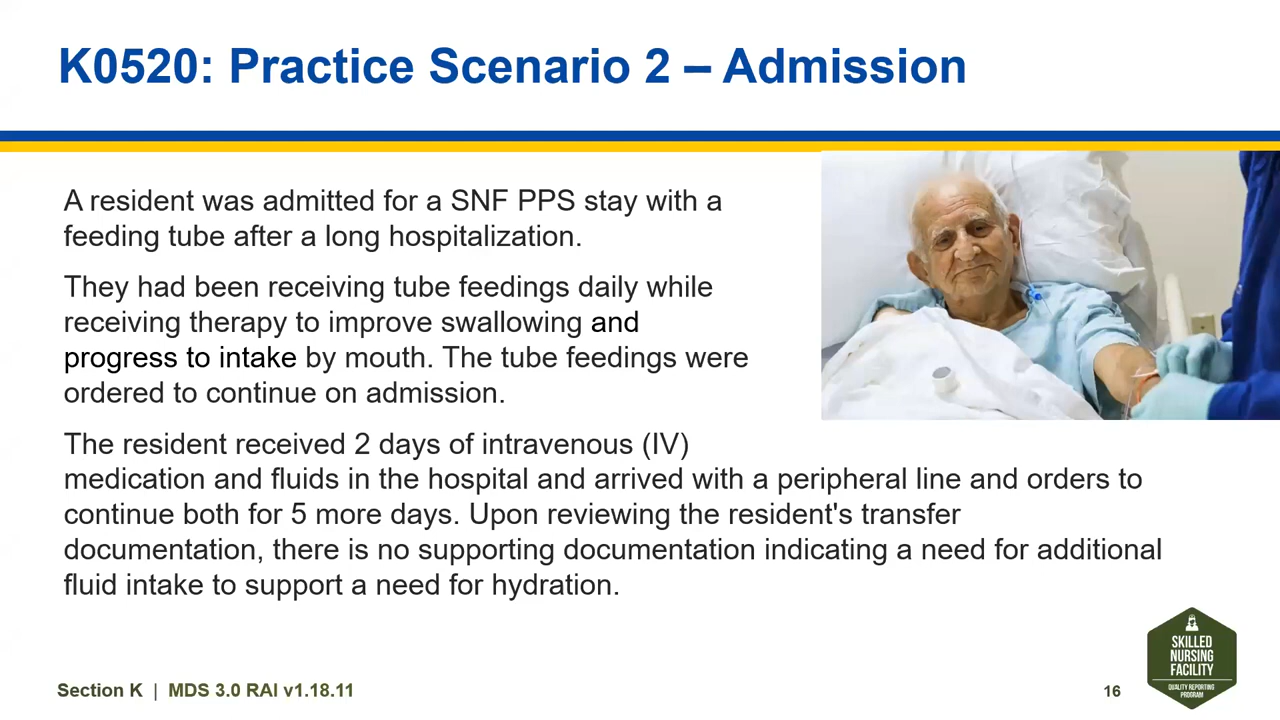 K0520: Practice Scenario 2 – Admission
A resident was admitted for a SNF PPS stay with a
feeding tube after a long hospitalization.
They had been receiving tube feedings daily while
receiving therapy to improve swallowing and
progress to intake by mouth. The tube feedings were
ordered to continue on admission.
The resident received 2 days of intravenous (IV)
medication and fluids in the hospital and arrived with a peripheral line and orders to
continue both for 5 more days. Upon reviewing the resident's transfer
documentation, there is no supporting documentation indicating a need for additional
fluid intake to support a need for hydration.
SKILLED
NURSING
FACILITY
QUALITY REPORTING
PROGRAM
Section K | MDS 3.0 RAI v1.18.11
16